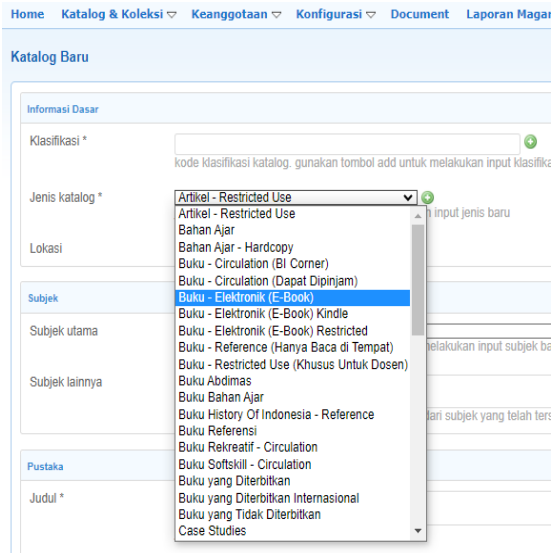 Home Katalog & Koleksi Keanggotaan Konfigurasi Document Laporan Magan
Katalog Baru
Informasi Dasar
Klasifikasi *
kode klasifikasi katalog. gunakan tombol add untuk melakukan input klasifika
Jenis katalog * Artikel - Restricted Use
Artikel - Restricted Use
n input jenis baru
Bahan Ajar
Bahan Ajar - Hardcopy
Lokasi
Buku - Circulation (BI Corner)
Buku - Circulation (Dapat Dipinjam)
Subjek
Buku - Elektronik (E-Book)
Buku - Elektronik (E-Book) Kindle
Subjek utama
Buku - Elektronik (E-Book) Restricted
Buku - Reference (Hanya Baca di Tempat)
melakukan input subjek ba
Buku - Restricted Use (Khusus Untuk Dosen)
Subjek lainnya
Buku Abdimas
Buku Bahan Ajar
Buku History Of Indonesia - Reference
dari subjek yang telah ters
Buku Referensi
Buku Rekreatif - Circulation
Pustaka
Buku Softskill - Circulation
Buku yang Diterbitkan
Judul *
Buku yang Diterbitkan Internasional
Buku yang Tidak Diterbitkan
Case Studies